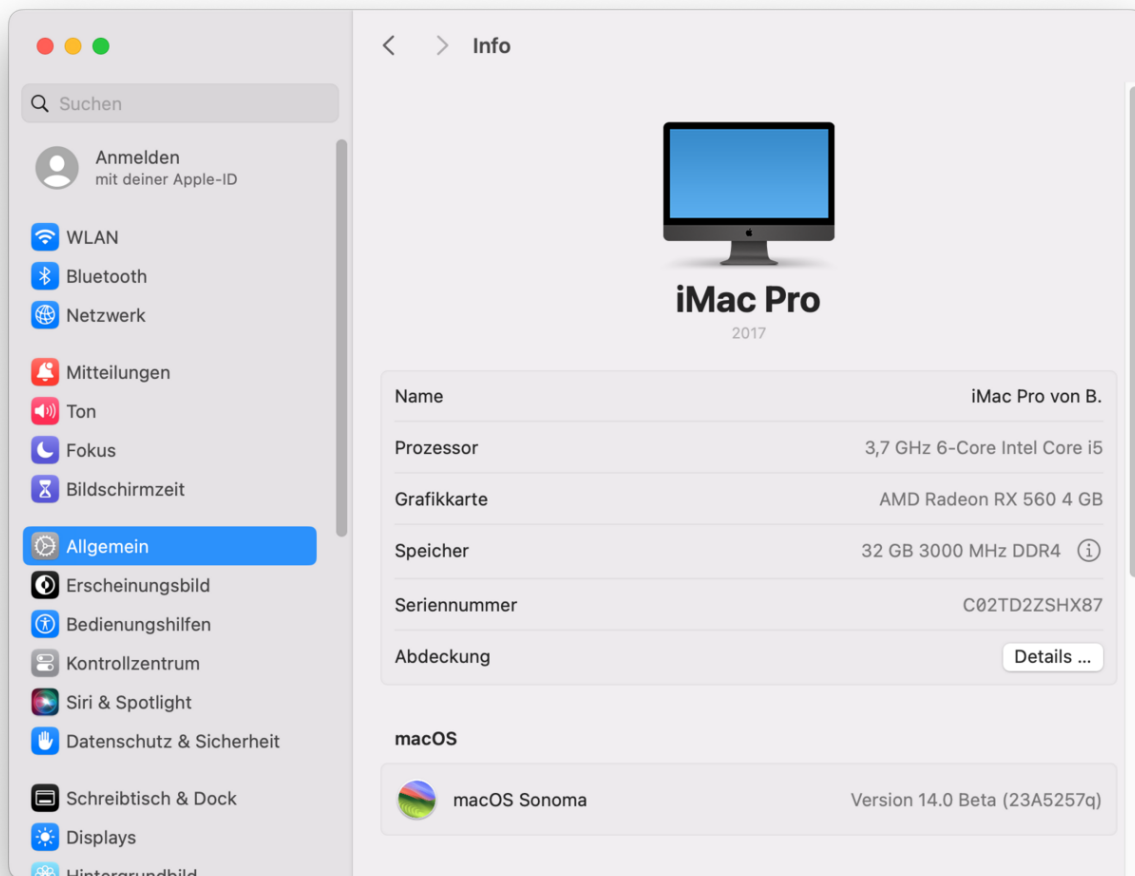 Info
Suchen
Anmelden
mit deiner Apple-ID
WLAN
Bluetooth
Netzwerk
Mitteilungen
Ton
Fokus
Bildschirmzeit
Allgemein
Erscheinungsbild
Bedienungshilfen
Kontrollzentrum
Siri & Spotlight
Datenschutz & Sicherheit
Schreibtisch & Dock
Displays
Hintergrundbild
iMac Pro
2017
Name iMac Pro von B.
Prozessor 3,7 GHz 6-Core Intel Core i5
Grafikkarte AMD Radeon RX 560 4 GB
Speicher 32 GB 3000 MHz DDR4
Seriennummer C02TD2ZSHX87
Abdeckung Details ...
macOS
macOS Sonoma Version 14.0 Beta (23A5257q)